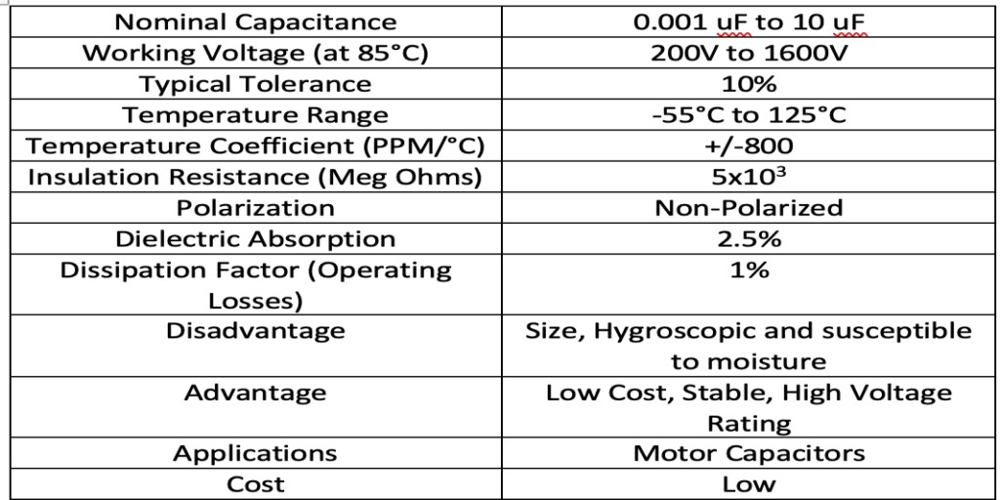 Nominal Capacitance 0.001 uF to 10 uF
Working Voltage (at 85°C) 200V to 1600V
Typical Tolerance 10%
Temperature Range -55°C to 125°C
Temperature Coefficient (PPM/°C) +/-800
Insulation Resistance (Meg Ohms) 5x10³
Polarization Non-Polarized
Dielectric Absorption 2.5%
Dissipation Factor (Operating 1%
Losses)
Disadvantage Size, Hygroscopic and susceptible
to moisture
Advantage Low Cost, Stable, High Voltage
Rating
Applications Motor Capacitors
Cost Low